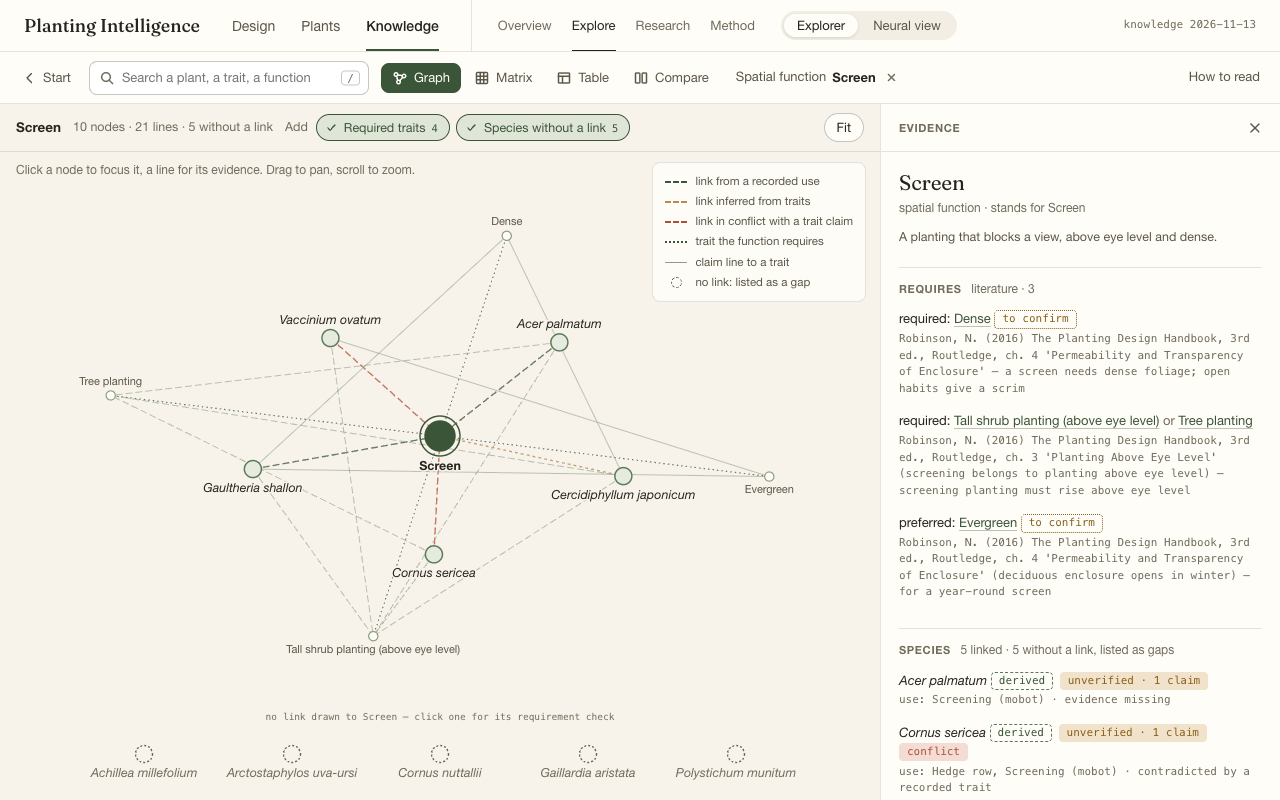 Planting Intelligence
Design
Plants
Knowledge
Overview
Explore
Research
Method
Explorer
Neural view
knowledge 2026-11-13
Start
Search a plant, a trait, a function
/
Graph
Matrix
Table
Compare
Spatial function Screen ×
How to read
Screen
10 nodes · 21 lines · 5 without a link
Add
Required traits 4
Species without a link 5
Fit
Click a node to focus it, a line for its evidence. Drag to pan, scroll to zoom.
link from a recorded use
link inferred from traits
link in conflict with a trait claim
trait the function requires
claim line to a trait
no link: listed as a gap
Dense
Vaccinium ovatum
Acer palmatum
Tree planting
Screen
Gaultheria shallon
Cercidiphyllum japonicum
Evergreen
Cornus sericea
Tall shrub planting (above eye level)
no link drawn to Screen — click one for its requirement check
Achillea millefolium
Arctostaphylos uva-ursi
Cornus nuttallii
Gaillardia aristata
Polystichum munitum
EVIDENCE
Screen
spatial function · stands for Screen
A planting that blocks a view, above eye level and dense.
REQUIRES literature · 3
required: Dense to confirm
Robinson, N. (2016) The Planting Design Handbook, 3rd
ed., Routledge, ch. 4 'Permeability and Transparency
of Enclosure' — a screen needs dense foliage; open
habits give a scrim
required: Tall shrub planting (above eye level) or Tree planting
Robinson, N. (2016) The Planting Design Handbook, 3rd
ed., Routledge, ch. 3 'Planting Above Eye Level'
(screening belongs to planting above eye level) —
screening planting must rise above eye level
preferred: Evergreen to confirm
Robinson, N. (2016) The Planting Design Handbook, 3rd
ed., Routledge, ch. 4 'Permeability and Transparency
of Enclosure' (deciduous enclosure opens in winter) —
for a year-round screen
SPECIES 5 linked · 5 without a link, listed as gaps
Acer palmatum derived unverified · 1 claim
use: Screening (mobot) · evidence missing
Cornus sericea derived unverified · 1 claim
conflict
use: Hedge row, Screening (mobot) · contradicted by a
recorded trait